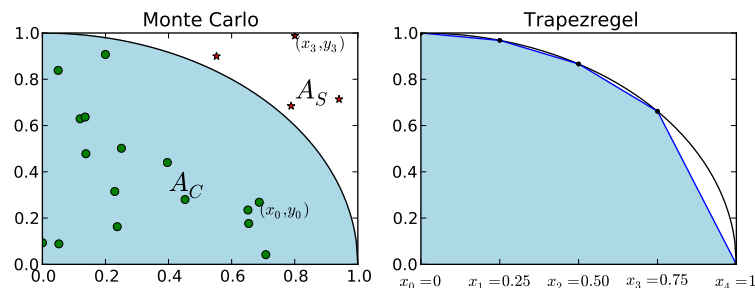 Monte Carlo
1.0
0.8
0.6
0.4
0.2
0.0
0.0 0.2 0.4 0.6 0.8 1.0
(x₃,y₃)
A_S
A_C
(x₀,y₀)
Trapezregel
1.0
0.8
0.6
0.4
0.2
0.0
x₀=0 x₁=0.25 x₂=0.50 x₃=0.75 x₄=1